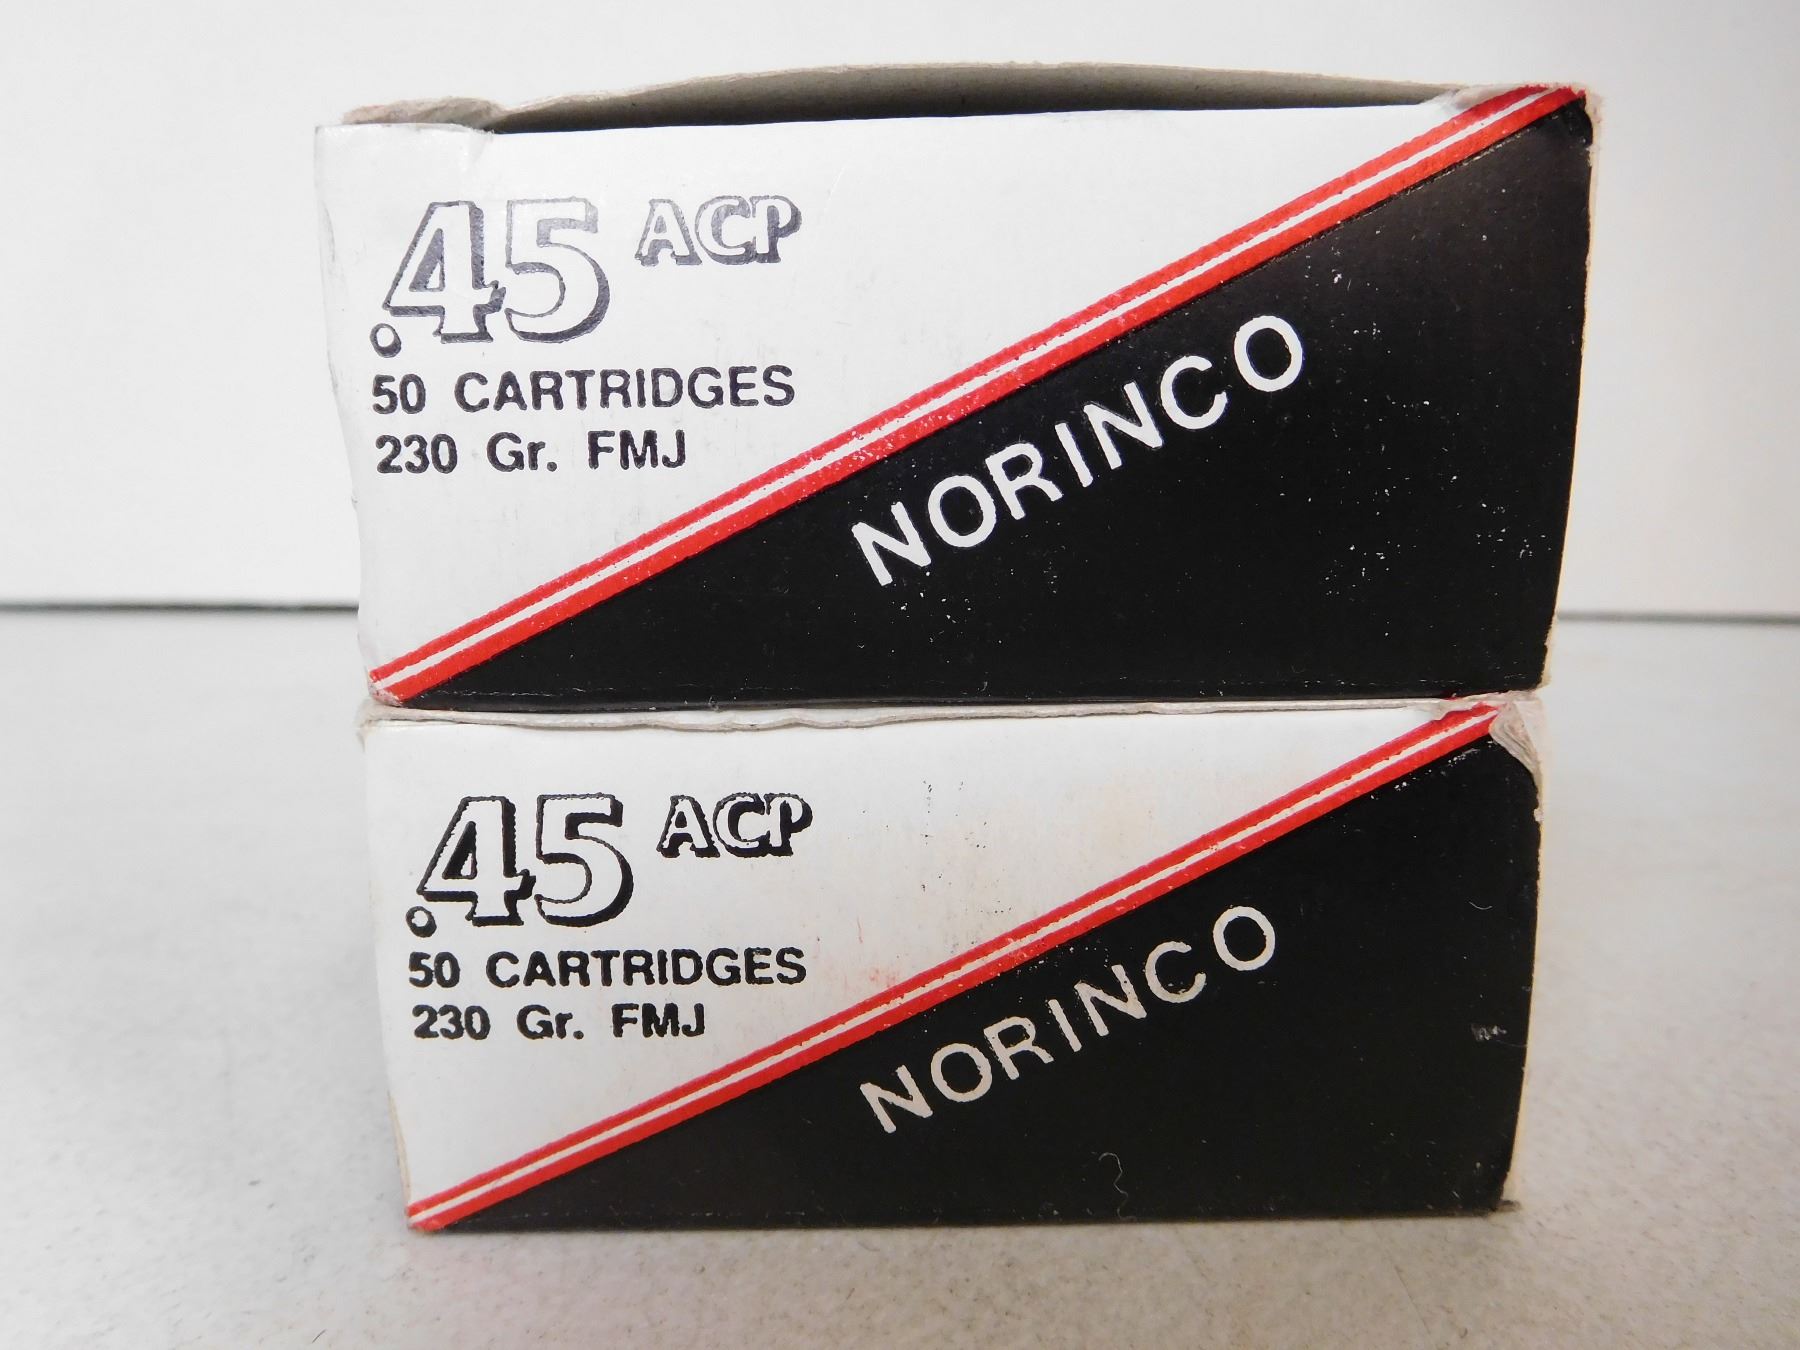 .45 ACP
50 CARTRIDGES
230 Gr. FMJ
NORINCO
.45 ACP
50 CARTRIDGES
230 Gr. FMJ
NORINCO